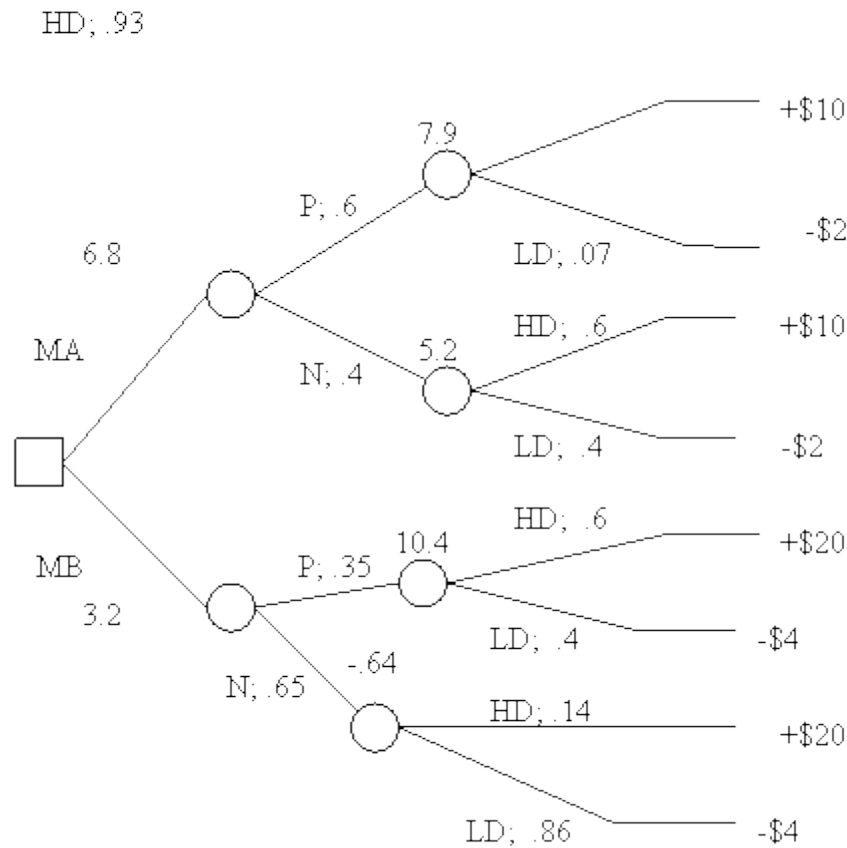 HD; .93
+$10
7.9
P; .6
-$2
6.8
LD; .07
HD; .6
+$10
MA
5.2
N; .4
LD; .4
-$2
HD; .6
10.4
+$20
MB
P; .35
3.2
LD; .4
-$4
-.64
N; .65
HD; .14
+$20
LD; .86
-$4